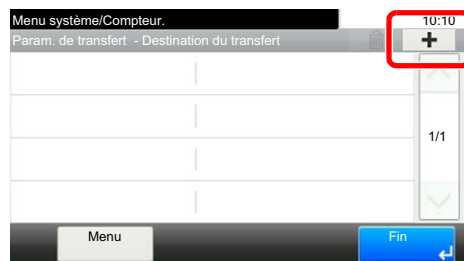 Menu système/Compteur.
10:10
Param. de transfert - Destination du transfert
+
1/1
Menu
Fin